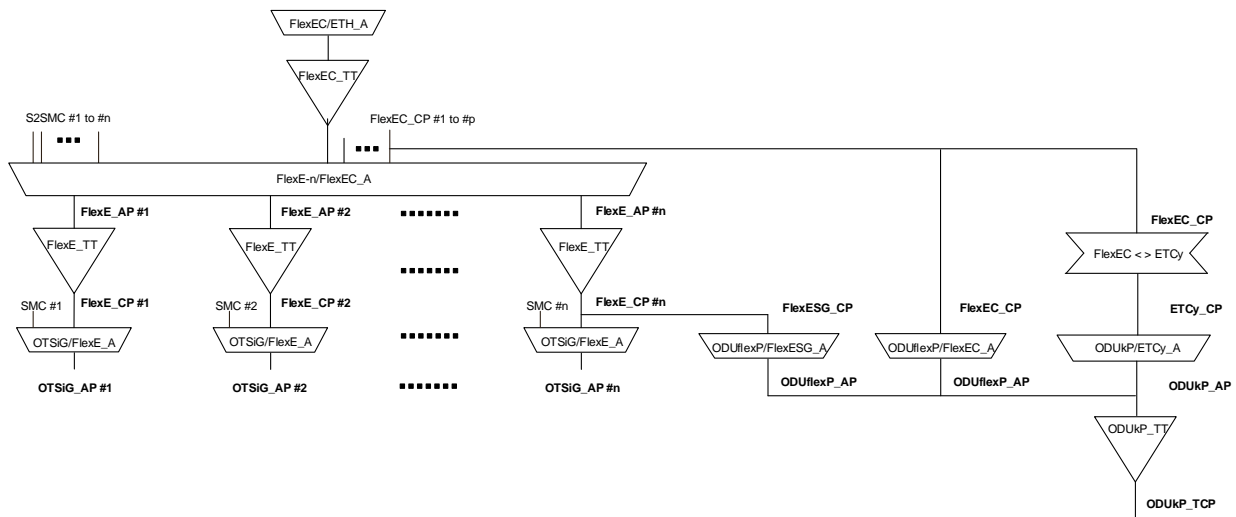 FlexEC/ETH_A
FlexEC_TT
S2SMC #1 to #n
FlexEC_CP #1 to #p
FlexE-n/FlexEC_A
FlexE_AP #1
FlexE_AP #2
FlexE_AP #n
FlexEC_CP
FlexE_TT
FlexE_TT
FlexE_TT
FlexEC < > ETCy
SMC #1
FlexE_CP #1
SMC #2
FlexE_CP #2
SMC #n
FlexE_CP #n
FlexESG_CP
FlexEC_CP
ETCy_CP
OTSiG/FlexE_A
OTSiG/FlexE_A
OTSiG/FlexE_A
ODUflexP/FlexESG_A
ODUflexP/FlexEC_A
ODUkP/ETCy_A
OTSiG_AP #1
OTSiG_AP #2
OTSiG_AP #n
ODUflexP_AP
ODUflexP_AP
ODUkP_AP
ODUkP_TT
ODUkP_TCP